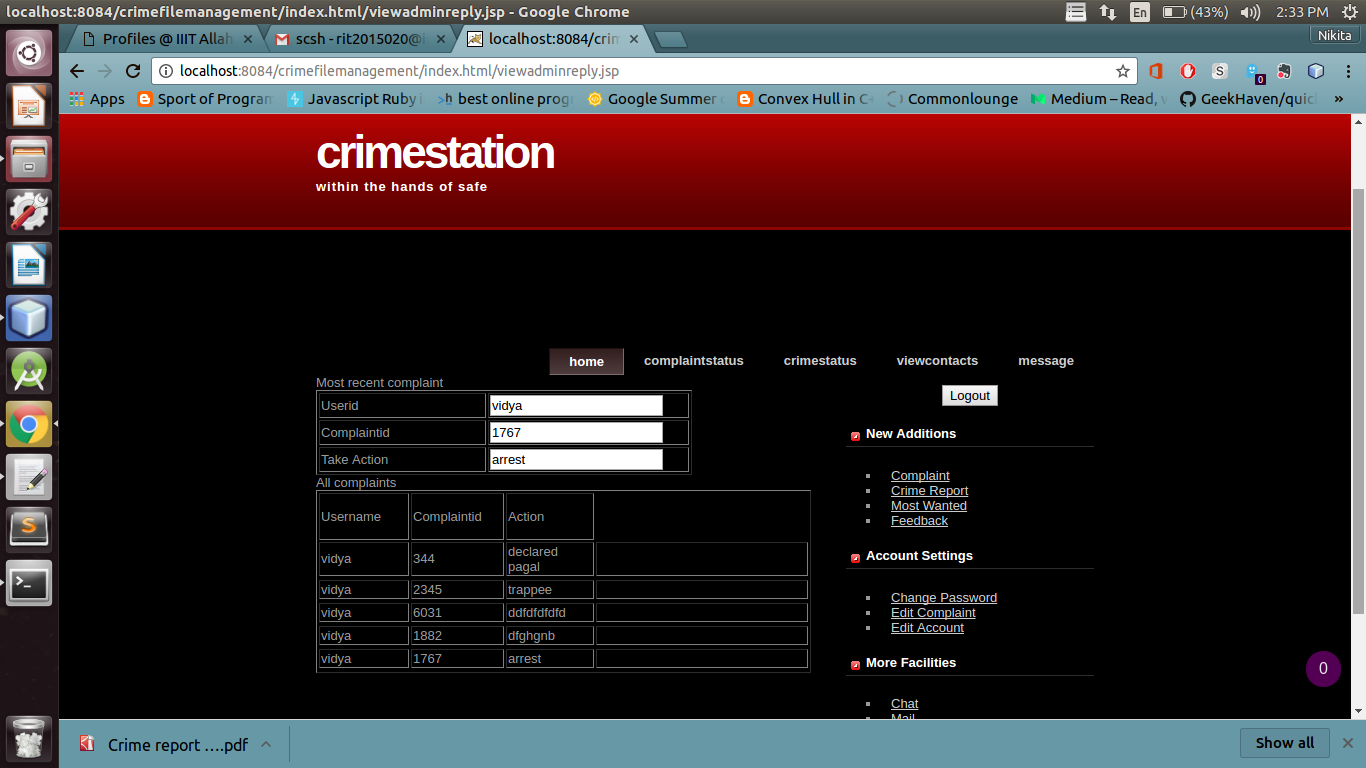 localhost:8084/crimefilemanagement/index.html/viewadminreply.jsp - Google Chrome
En (43%) 2:33 PM
Profiles @ IIIT Allah
scsh - rit2015020@i
localhost:8084/crim
Nikita
localhost:8084/crimefilemanagement/index.html/viewadminreply.jsp
S
0
Apps
Sport of Program
Javascript Ruby
best online prog
Google Summer
Convex Hull in C
Commonlounge
Medium – Read,
GeekHaven/quic
»
crimestation
within the hands of safe
home
complaintstatus
crimestatus
viewcontacts
message
Most recent complaint
Userid vidya
Complaintid 1767
Take Action arrest
All complaints
Username Complaintid Action
vidya 344 declared pagal
vidya 2345 trappee
vidya 6031 ddfdfdfdfd
vidya 1882 dfghgnb
vidya 1767 arrest
Logout
New Additions
Complaint
Crime Report
Most Wanted
Feedback
Account Settings
Change Password
Edit Complaint
Edit Account
More Facilities
Chat
Mail
0
Crime report ….pdf
Show all